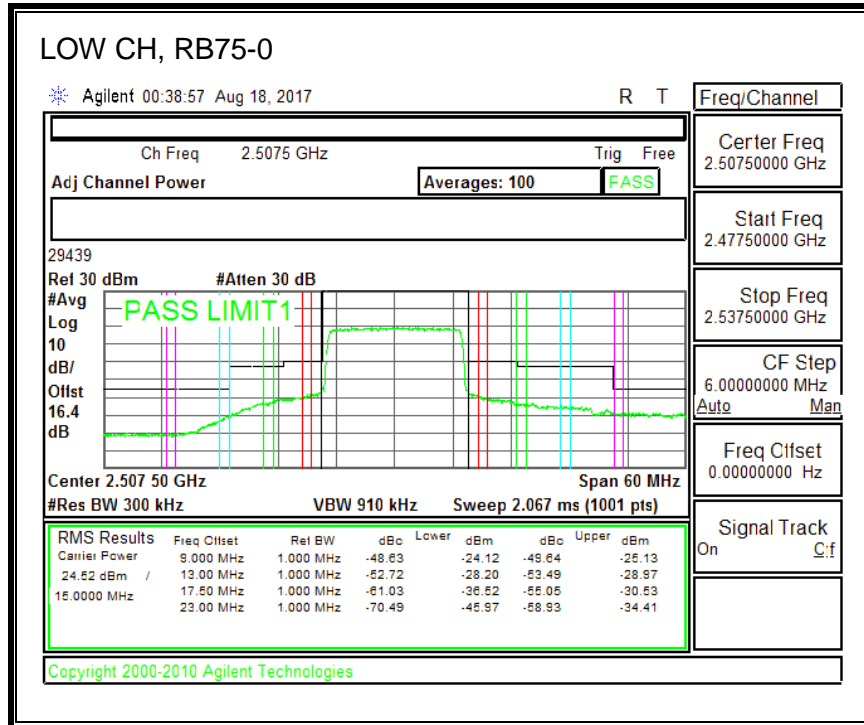 LOW CH, RB75-0
Agilent 00:38:57 Aug 18, 2017 R T
Ch Freq 2.5075 GHz Trig Free
Adj Channel Power Averages: 100 PASS
29439
Ref 30 dBm #Atten 30 dB
#Avg
Log
10
dB/
Offst
16.4
dB
PASS LIMIT1
Center 2.507 50 GHz Span 60 MHz
#Res BW 300 kHz VBW 910 kHz Sweep 2.067 ms (1001 pts)
RMS Results Freq Offset Ref BW dBc Lower dBm dBc Upper dBm
Carrier Power 9.000 MHz 1.000 MHz -48.63 -24.12 -49.64 -25.13
24.52 dBm / 13.00 MHz 1.000 MHz -52.72 -28.20 -53.49 -28.97
15.0000 MHz 17.50 MHz 1.000 MHz -61.03 -36.52 -55.05 -30.53
23.00 MHz 1.000 MHz -70.49 -45.97 -58.93 -34.41
Copyright 2000-2010 Agilent Technologies
Freq/Channel
Center Freq
2.50750000 GHz
Start Freq
2.47750000 GHz
Stop Freq
2.53750000 GHz
CF Step
6.00000000 MHz
Auto Man
Freq Offset
0.00000000 Hz
Signal Track
On Off